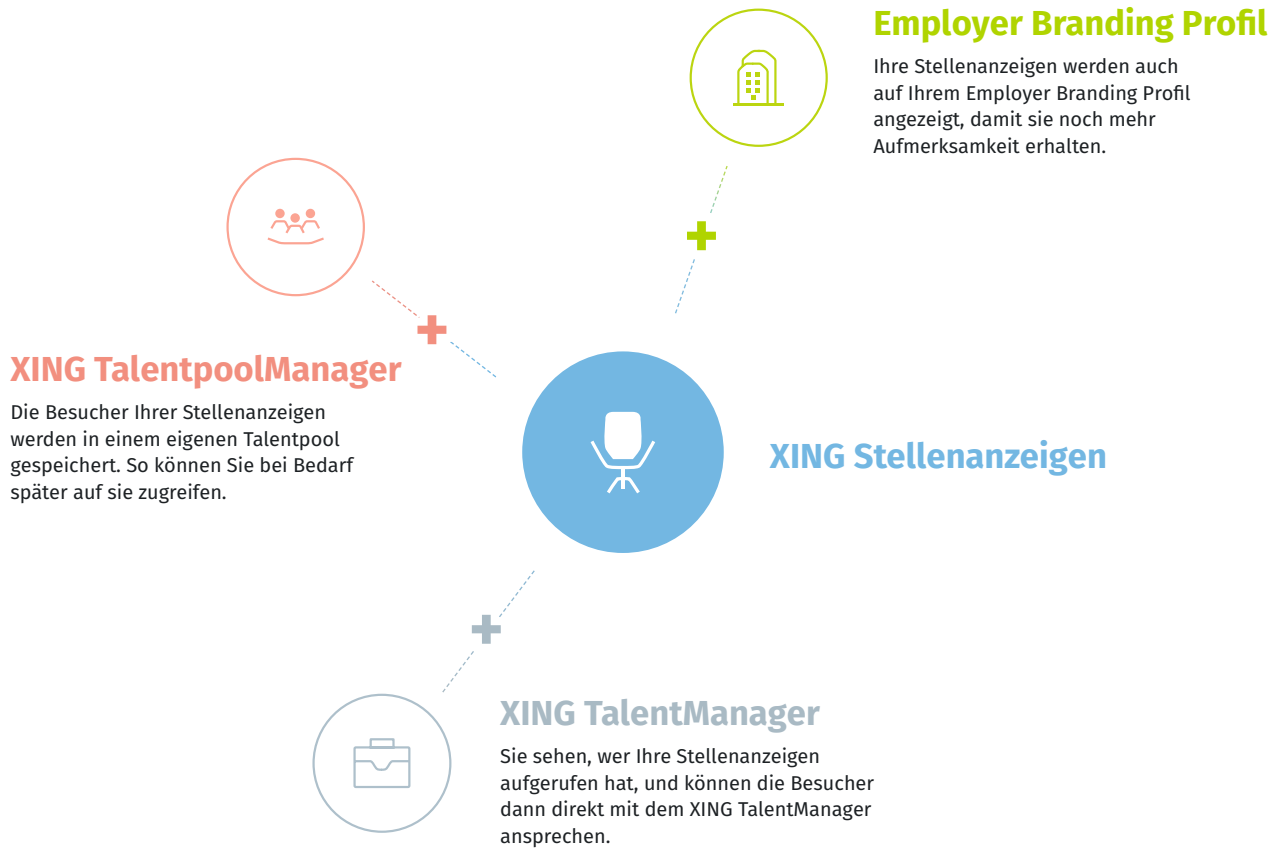 Employer Branding Profil
Ihre Stellenanzeigen werden auch
auf Ihrem Employer Branding Profil
angezeigt, damit sie noch mehr
Aufmerksamkeit erhalten.
XING TalentpoolManager
Die Besucher Ihrer Stellenanzeigen
werden in einem eigenen Talentpool
gespeichert. So können Sie bei Bedarf
später auf sie zugreifen.
XING Stellenanzeigen
XING TalentManager
Sie sehen, wer Ihre Stellenanzeigen
aufgerufen hat, und können die Besucher
dann direkt mit dem XING TalentManager
ansprechen.